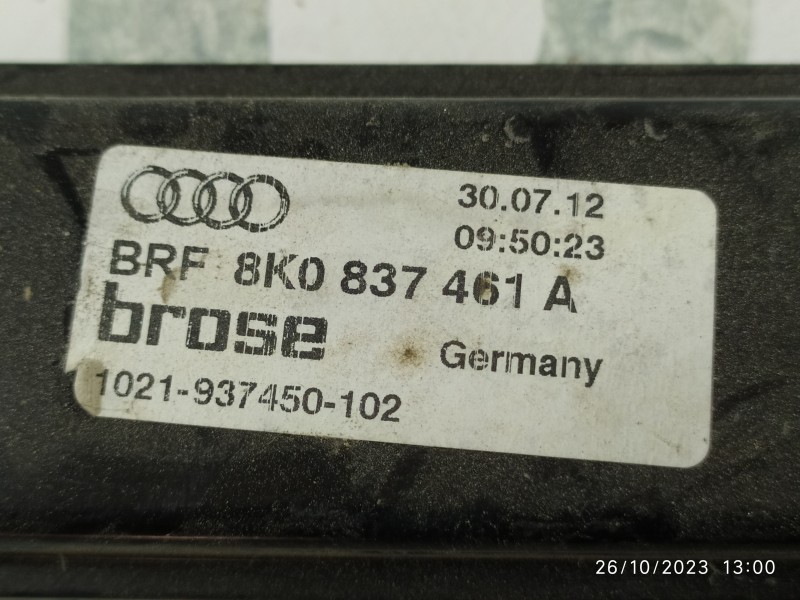 30.07.12
09:50:23
BRF 8K0 837 461 A
brose
Germany
1021-937450-102
26/10/2023 13:00